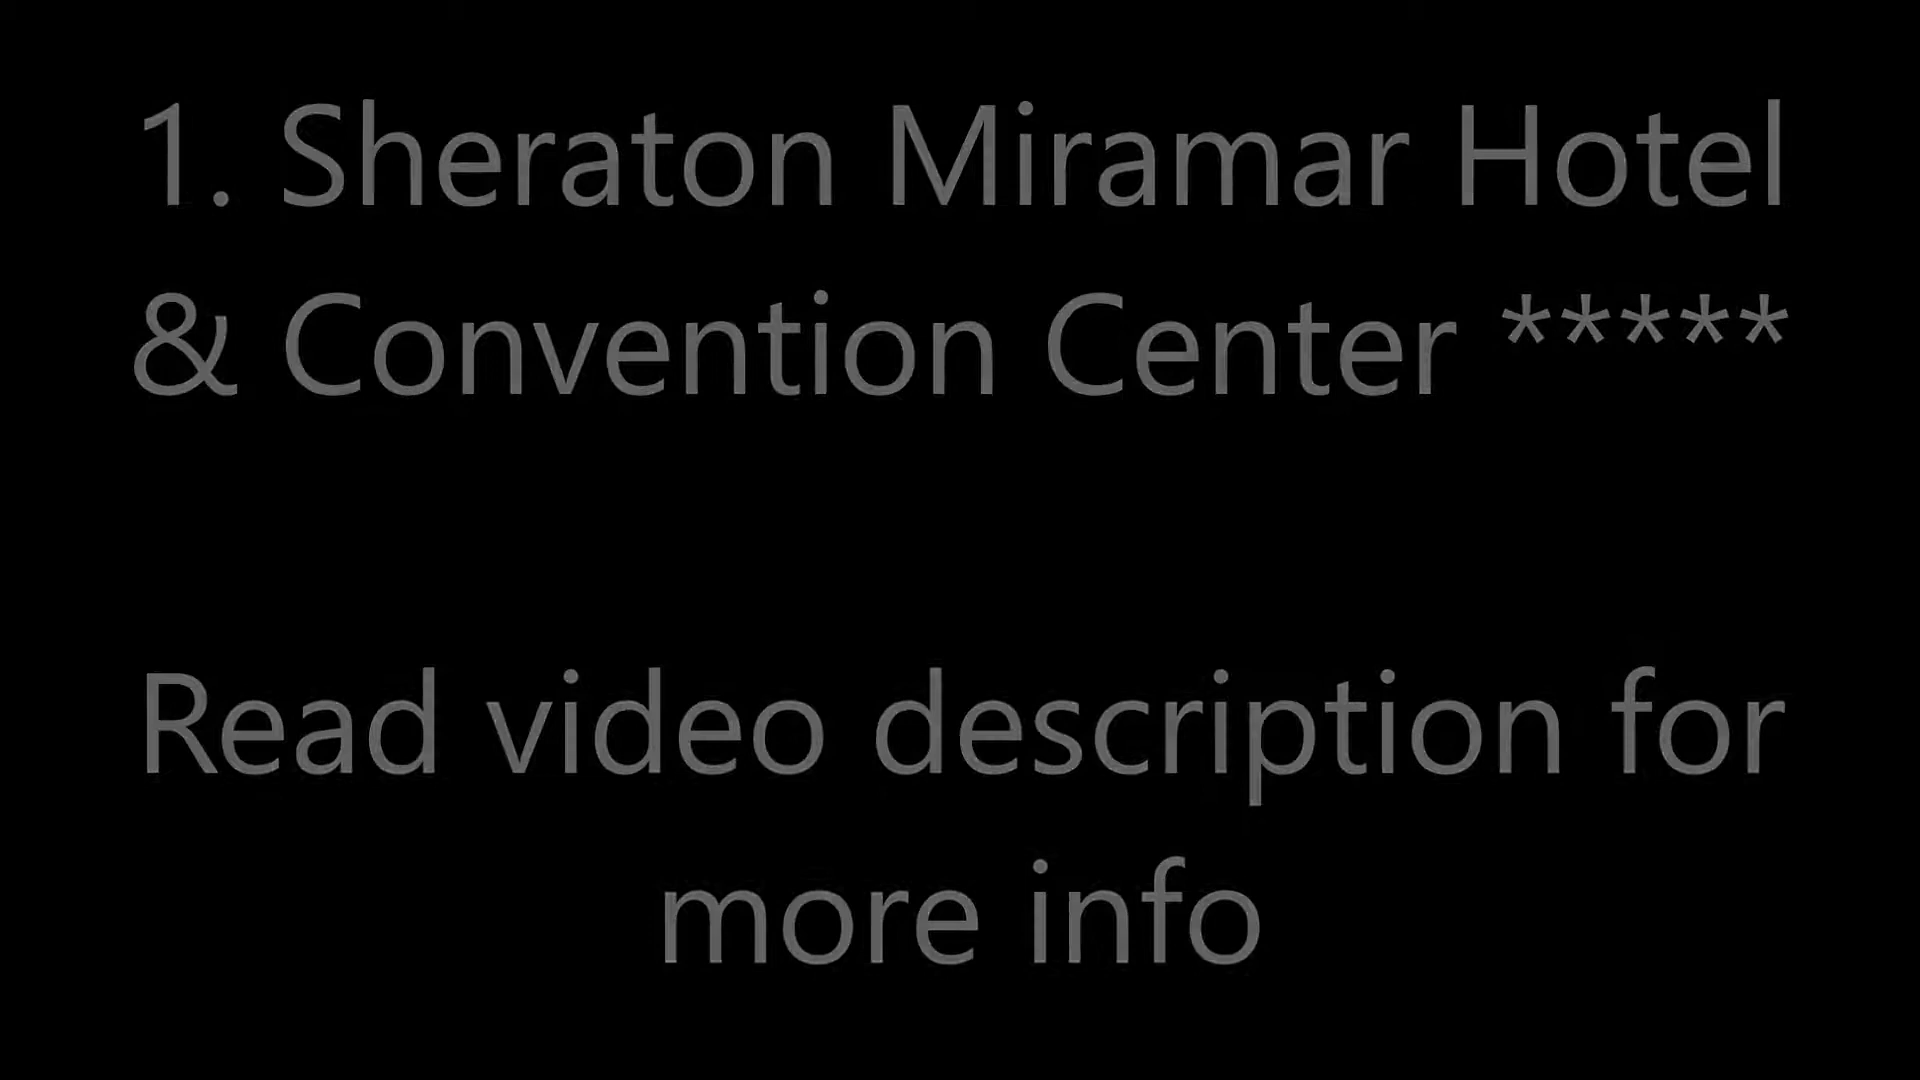 1. Sheraton Miramar Hotel
& Convention Center *****
Read video description for
more info